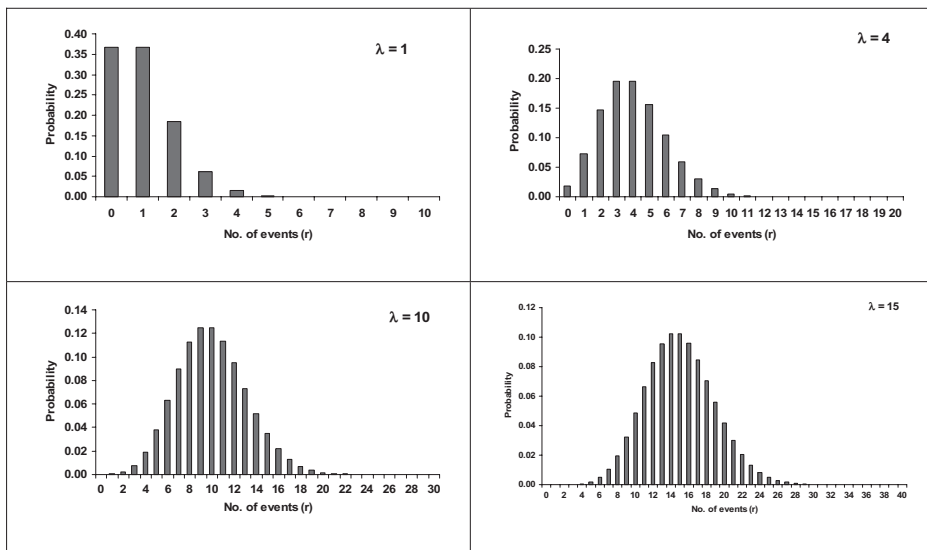 λ = 1
0.40
0.35
0.30
0.25
0.20
0.15
0.10
0.05
0.00
Probability
0 1 2 3 4 5 6 7 8 9 10
No. of events (r)
λ = 4
0.25
0.20
0.15
0.10
0.05
0.00
Probability
0 1 2 3 4 5 6 7 8 9 10 11 12 13 14 15 16 17 18 19 20
No. of events (r)
λ = 10
0.14
0.12
0.10
0.08
0.06
0.04
0.02
0.00
Probability
0 2 4 6 8 10 12 14 16 18 20 22 24 26 28 30
No. of events (r)
λ = 15
0.12
0.10
0.08
0.06
0.04
0.02
0.00
Probability
0 2 4 6 8 10 12 14 16 18 20 22 24 26 28 30 32 34 36 38 40
No. of events (r)